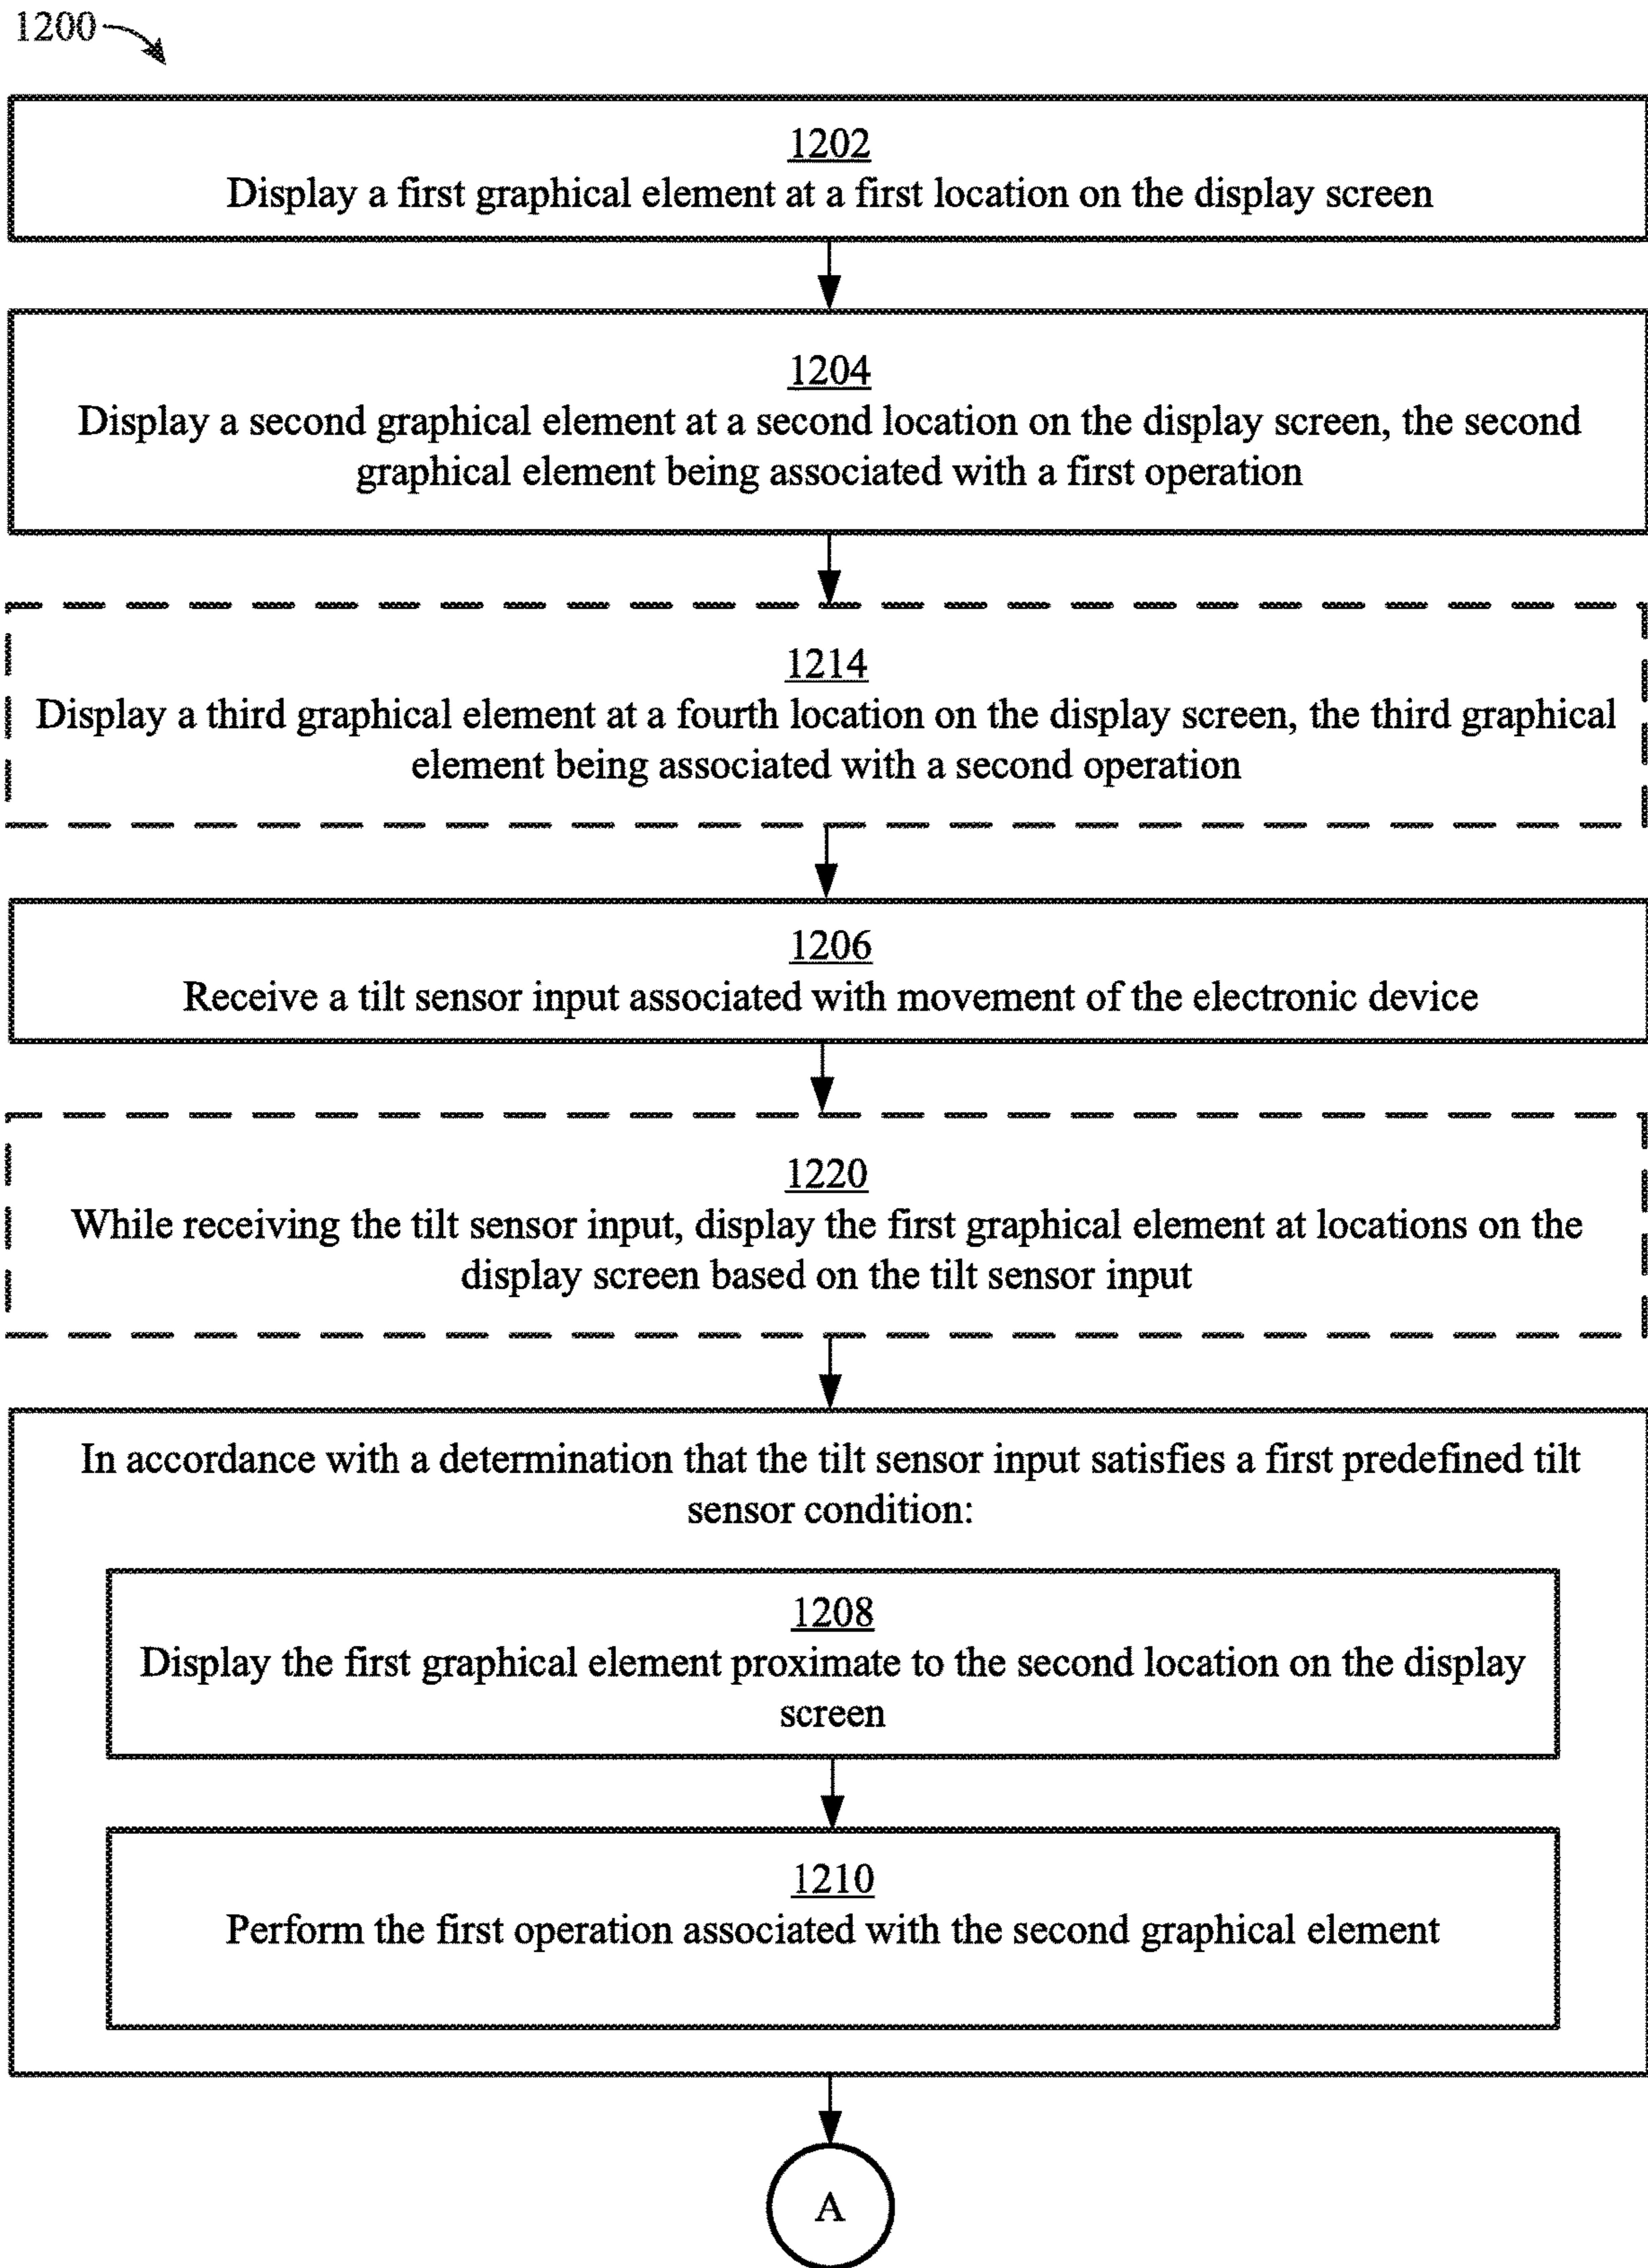 1200
1202
Display a first graphical element at a first location on the display screen
1204
Display a second graphical element at a second location on the display screen, the second
graphical element being associated with a first operation
1214
Display a third graphical element at a fourth location on the display screen, the third graphical
element being associated with a second operation
1206
Receive a tilt sensor input associated with movement of the electronic device
1220
While receiving the tilt sensor input, display the first graphical element at locations on the
display screen based on the tilt sensor input
In accordance with a determination that the tilt sensor input satisfies a first predefined tilt
sensor condition:
1208
Display the first graphical element proximate to the second location on the display
screen
1210
Perform the first operation associated with the second graphical element
A